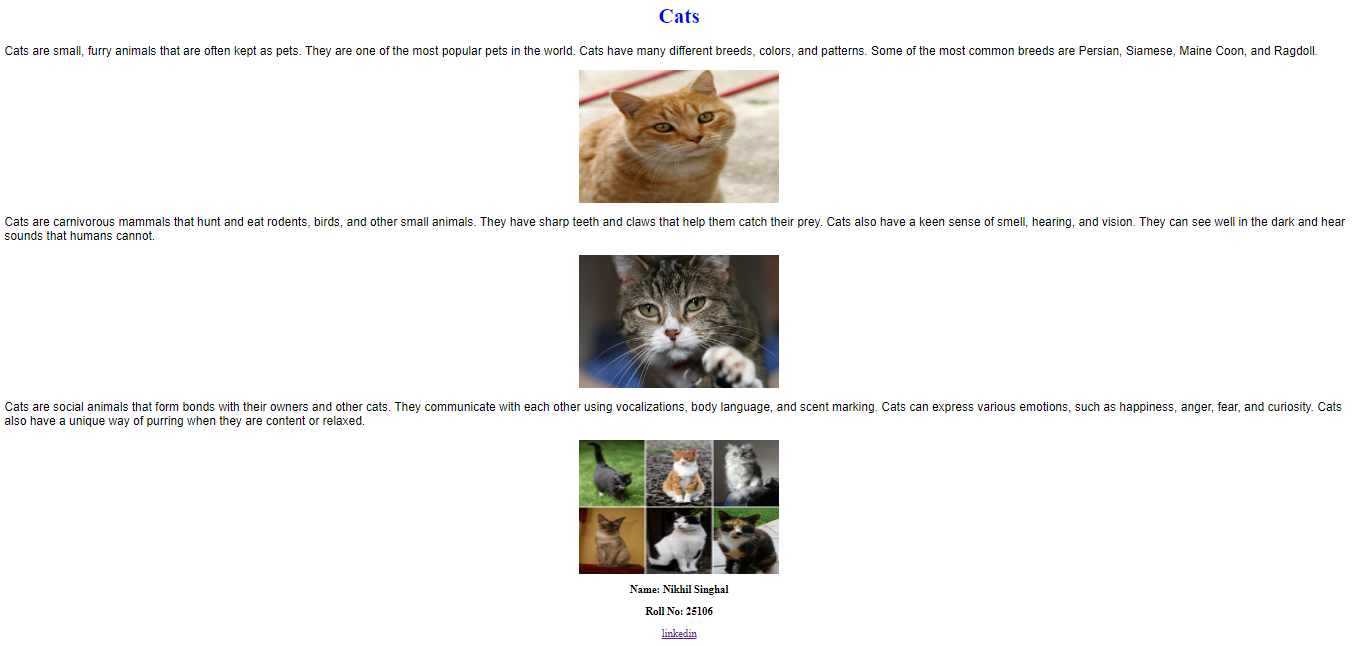 Cats
Cats are small, furry animals that are often kept as pets. They are one of the most popular pets in the world. Cats have many different breeds, colors, and patterns. Some of the most common breeds are Persian, Siamese, Maine Coon, and Ragdoll.
Cats are carnivorous mammals that hunt and eat rodents, birds, and other small animals. They have sharp teeth and claws that help them catch their prey. Cats also have a keen sense of smell, hearing, and vision. They can see well in the dark and hear
sounds that humans cannot.
Cats are social animals that form bonds with their owners and other cats. They communicate with each other using vocalizations, body language, and scent marking. Cats can express various emotions, such as happiness, anger, fear, and curiosity. Cats
also have a unique way of purring when they are content or relaxed.
Name: Nikhil Singhal
Roll No: 25106
linkedin